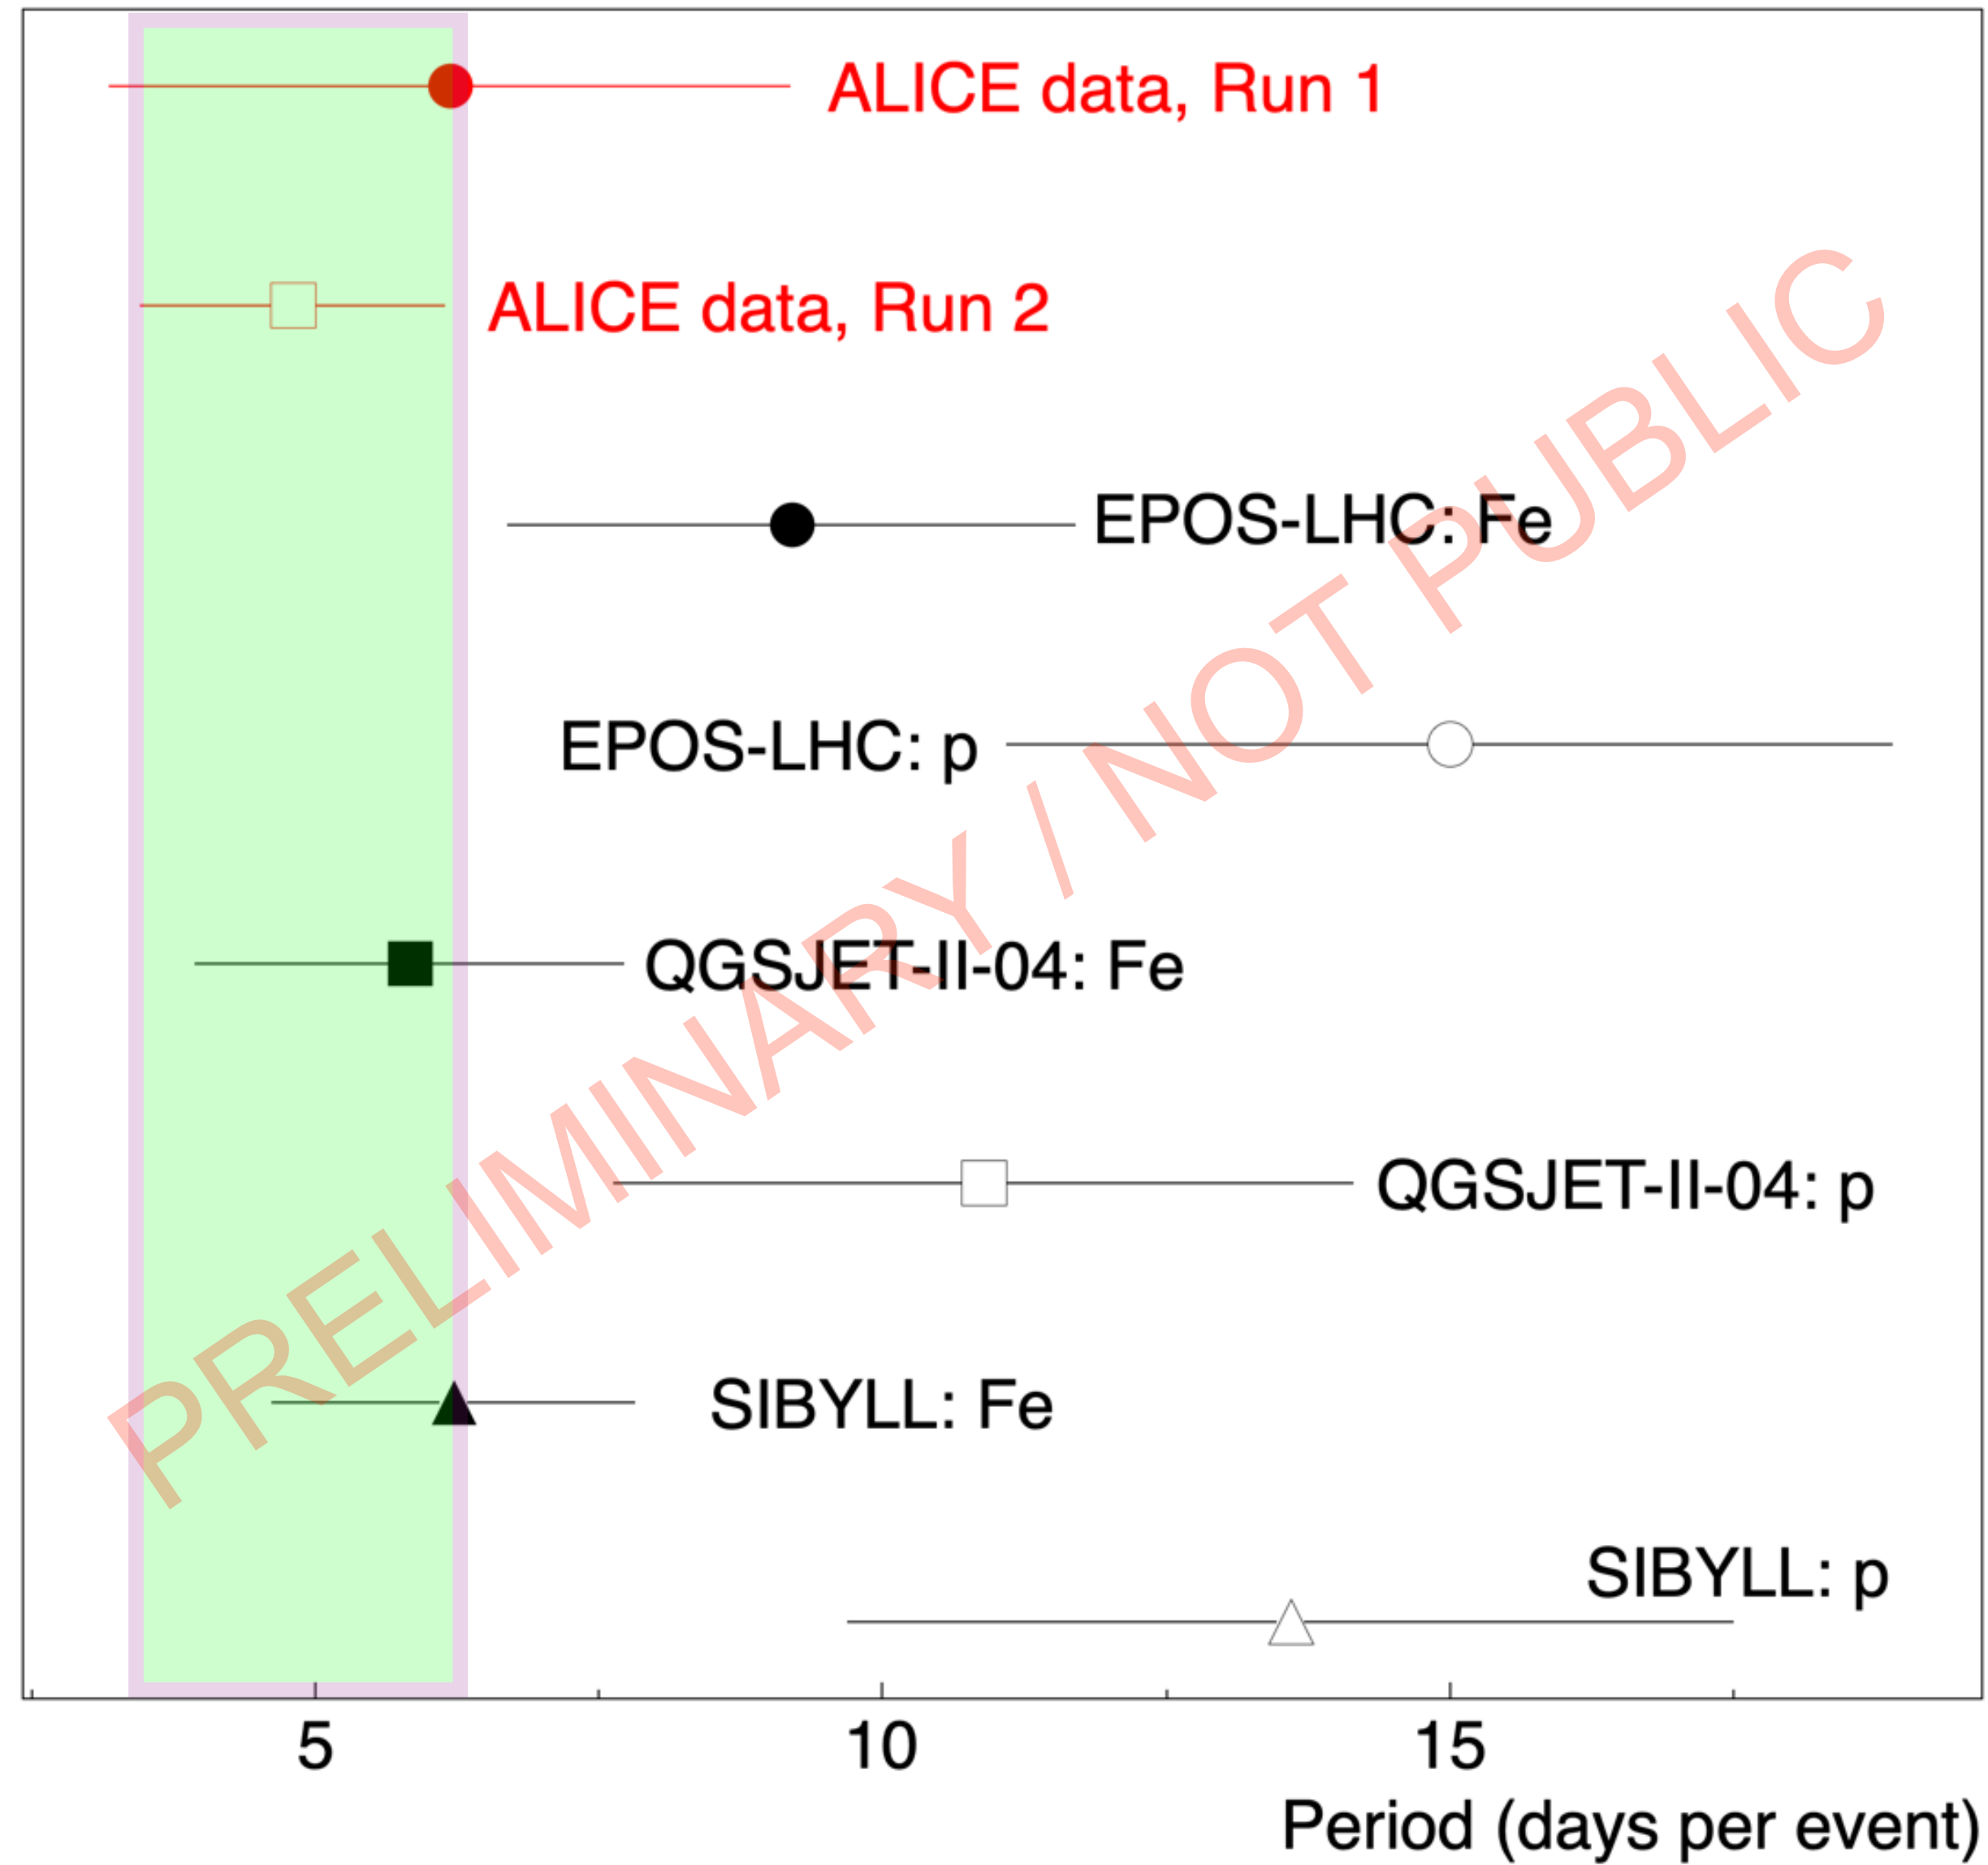 ALICE data, Run 1
ALICE data, Run 2
EPOS-LHC: Fe
EPOS-LHC: p
QGSJET-II-04: Fe
QGSJET-II-04: p
SIBYLL: Fe
SIBYLL: p
5 10 15
Period (days per event)
PRELIMINARY / NOT PUBLIC